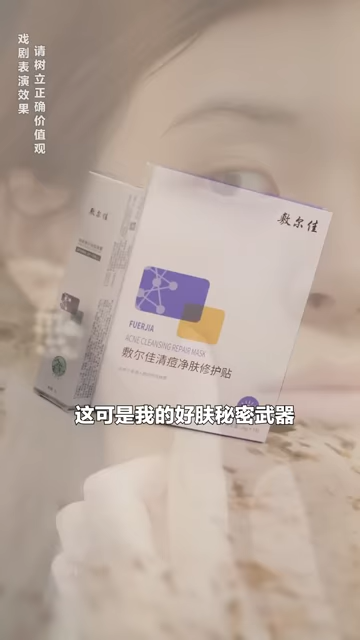 请树立正确价值观
戏剧表演效果
敷尔佳
敷尔佳
FUERJIA
ACNE CLEANSING REPAIR MASK
敷尔佳清痘净肤修护贴
这可是我的好肤秘密武器